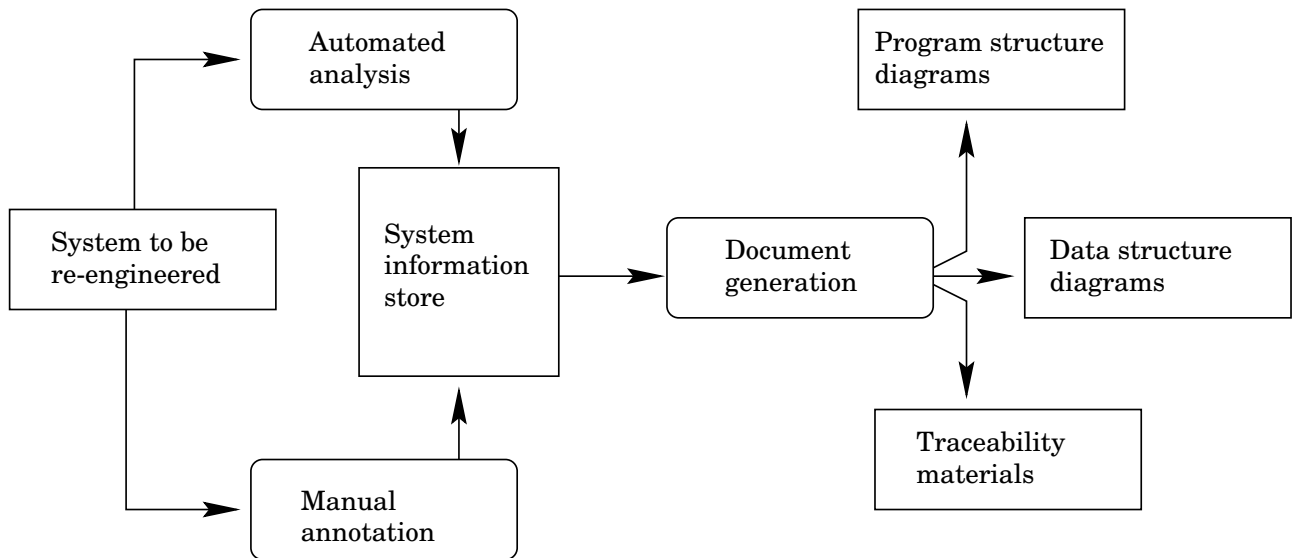 Automated
analysis
Program structure
diagrams
System to be
re-engineered
System
information
store
Document
generation
Data structure
diagrams
Traceability
materials
Manual
annotation